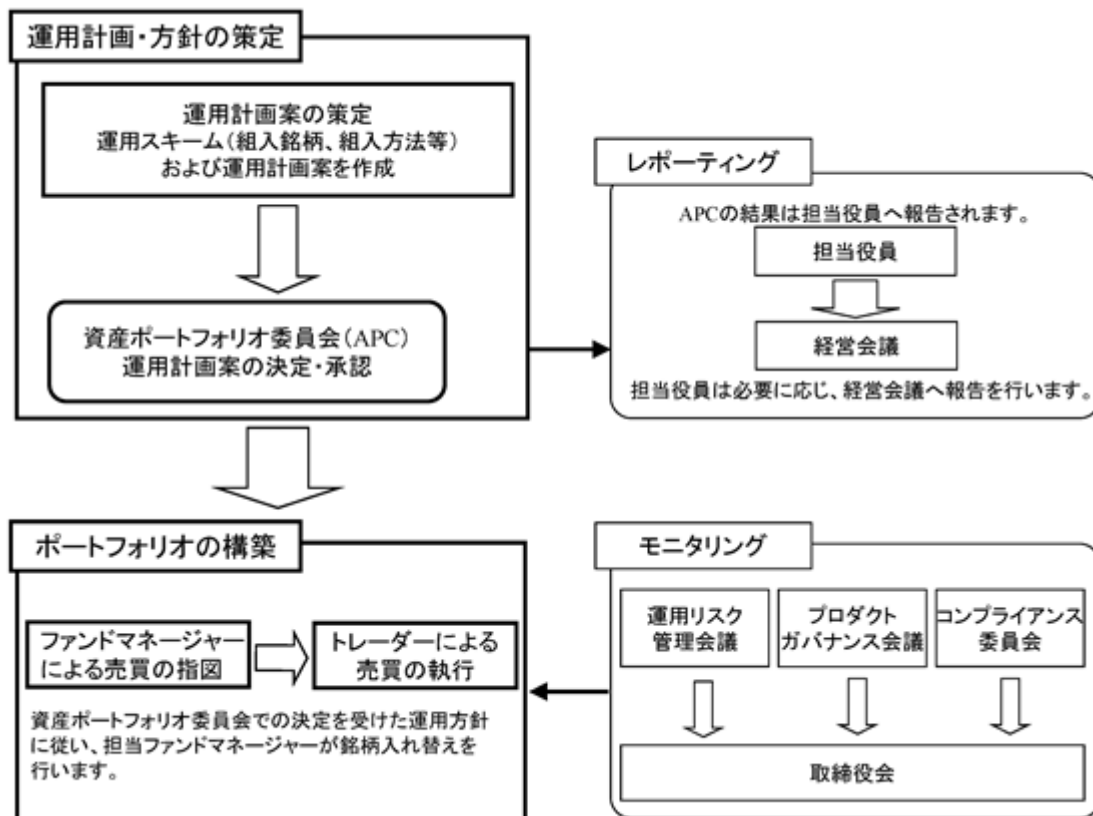 運用計画・方針の策定
運用計画案の策定
運用スキーム（組入銘柄、組入方法等）
および運用計画案を作成
資産ポートフォリオ委員会（APC）
運用計画案の決定・承認
レポーティング
APCの結果は担当役員へ報告されます。
担当役員
経営会議
担当役員は必要に応じ、経営会議へ報告を行います。
ポートフォリオの構築
ファンドマネージャー
による売買の指図
トレーダーによる
売買の執行
資産ポートフォリオ委員会での決定を受けた運用方針
に従い、担当ファンドマネージャーが銘柄入れ替えを
行います。
モニタリング
運用リスク
管理会議
プロダクト
ガバナンス会議
コンプライアンス
委員会
取締役会